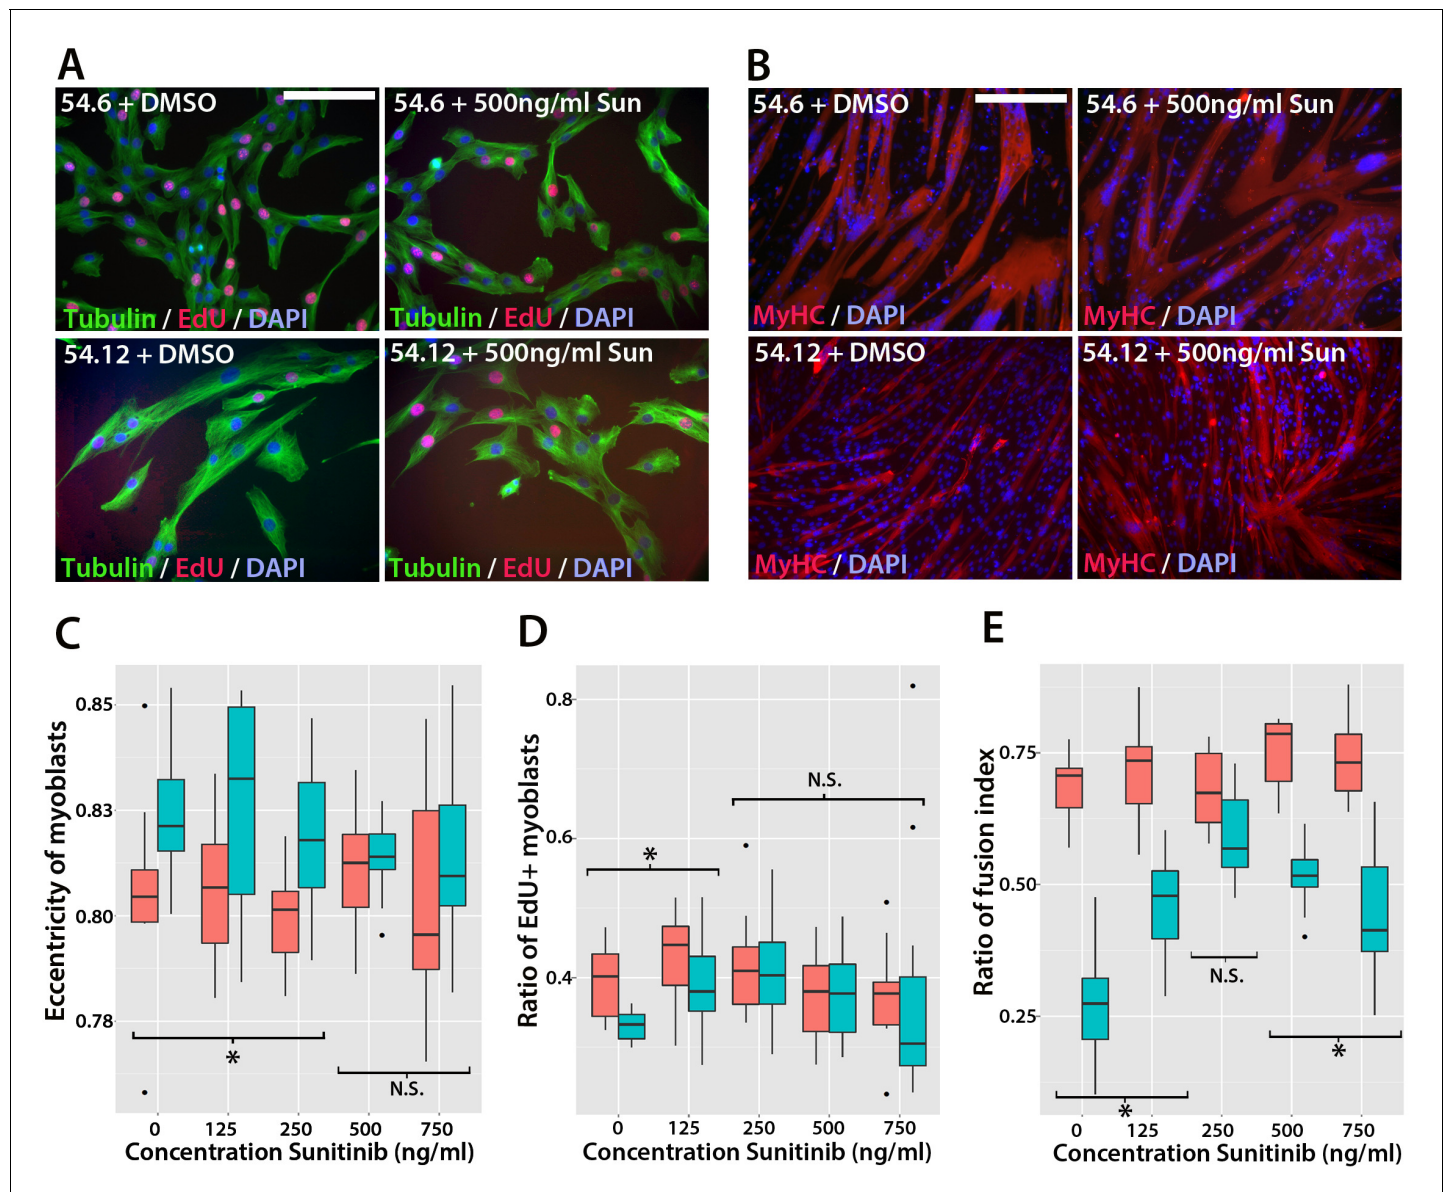 A
B
54.6 + DMSO
54.6 + 500ng/ml Sun
54.6 + DMSO
54.6 + 500ng/ml Sun
Tubulin / EdU / DAPI
Tubulin / EdU / DAPI
MyHC / DAPI
MyHC / DAPI
54.12 + DMSO
54.12 + 500ng/ml Sun
54.12 + DMSO
54.12 + 500ng/ml Sun
Tubulin / EdU / DAPI
Tubulin / EdU / DAPI
MyHC / DAPI
MyHC / DAPI
C
Eccentricity of myoblasts
0.85
0.83
0.80
0.78
*
N.S.
0 125 250 500 750
Concentration Sunitinib (ng/ml)
D
Ratio of EdU+ myoblasts
0.8
0.6
0.4
*
N.S.
0 125 250 500 750
Concentration Sunitinib (ng/ml)
E
Ratio of fusion index
0.75
0.50
0.25
*
N.S.
*
0 125 250 500 750
Concentration Sunitinib (ng/ml)